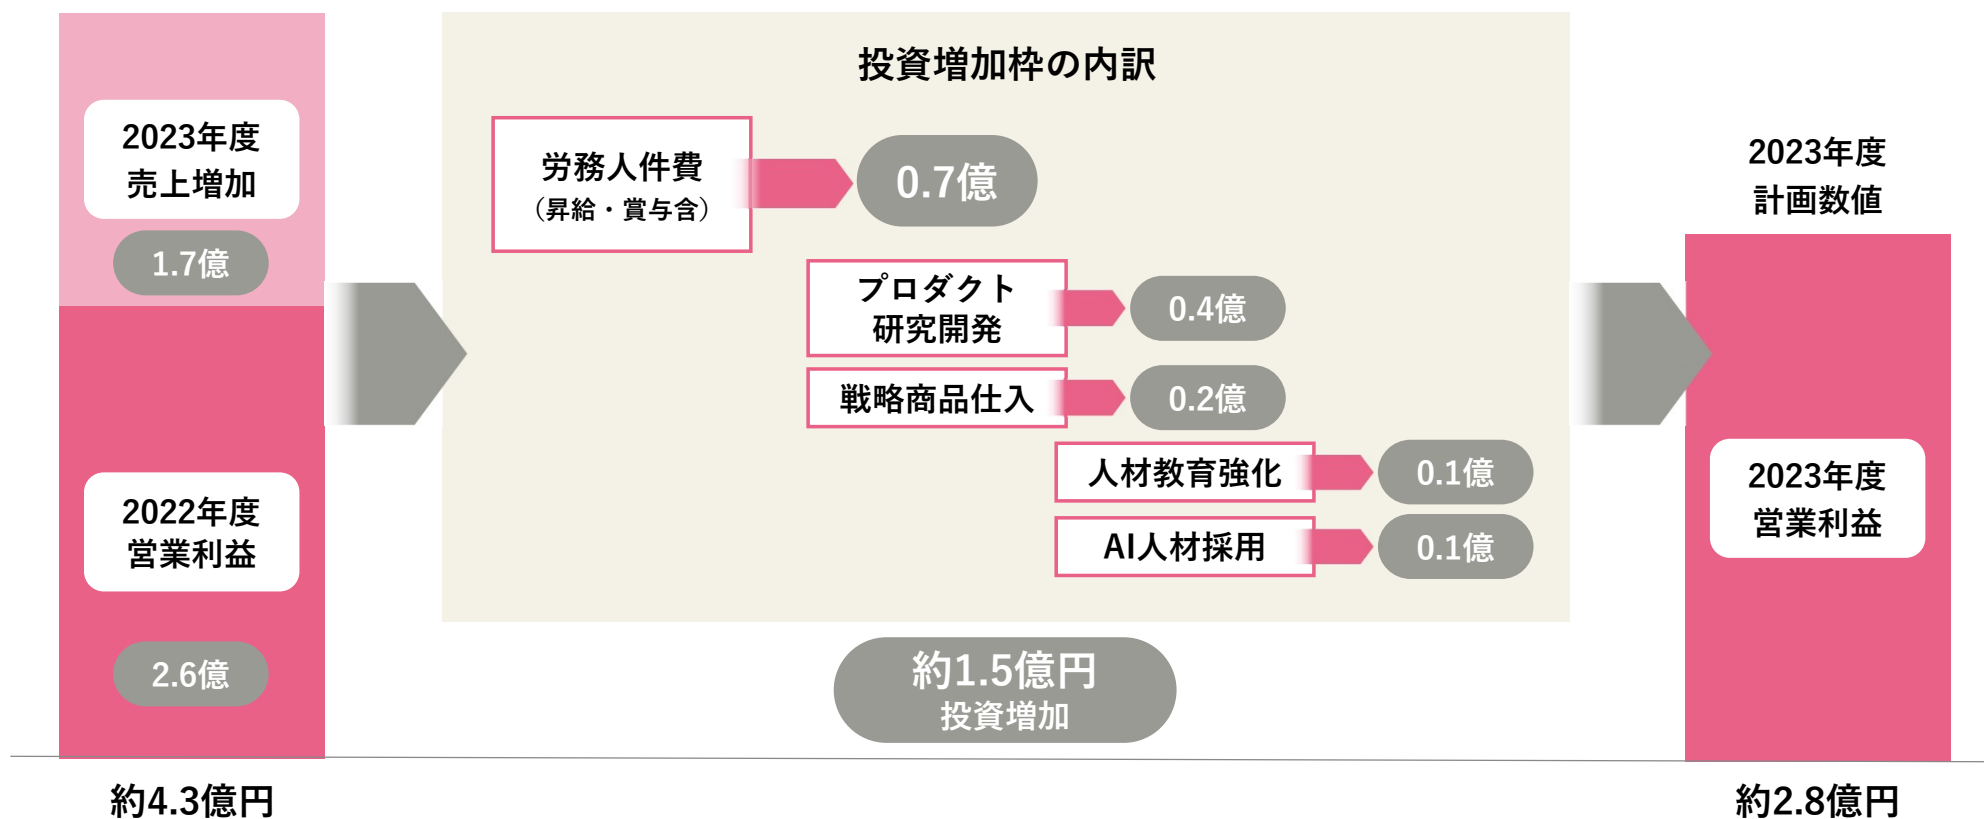 2023年度
売上増加
1.7億
2022年度
営業利益
2.6億
約4.3億円
投資増加枠の内訳
労務人件費
（昇給・賞与含）
0.7億
プロダクト
研究開発
0.4億
戦略商品仕入
0.2億
人材教育強化
0.1億
AI人材採用
0.1億
約1.5億円
投資増加
2023年度
計画数値
2023年度
営業利益
約2.8億円